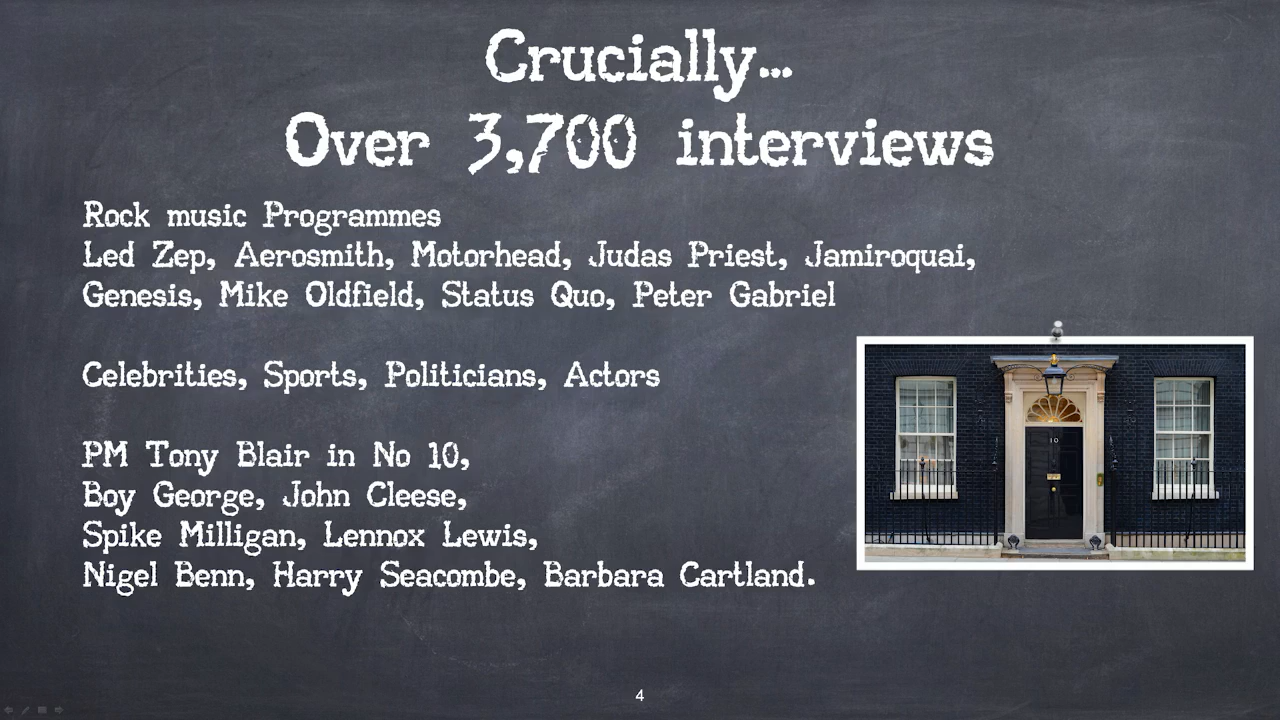 Crucially...
Over 3,700 interviews
Rock music Programmes
Led Zep, Aerosmith, Motorhead, Judas Priest, Jamiroquai,
Genesis, Mike Oldfield, Status Quo, Peter Gabriel
Celebrities, Sports, Politicians, Actors
PM Tony Blair in No 10,
Boy George, John Cleese,
Spike Milligan, Lennox Lewis,
Nigel Benn, Harry Seacombe, Barbara Cartland.
10
4